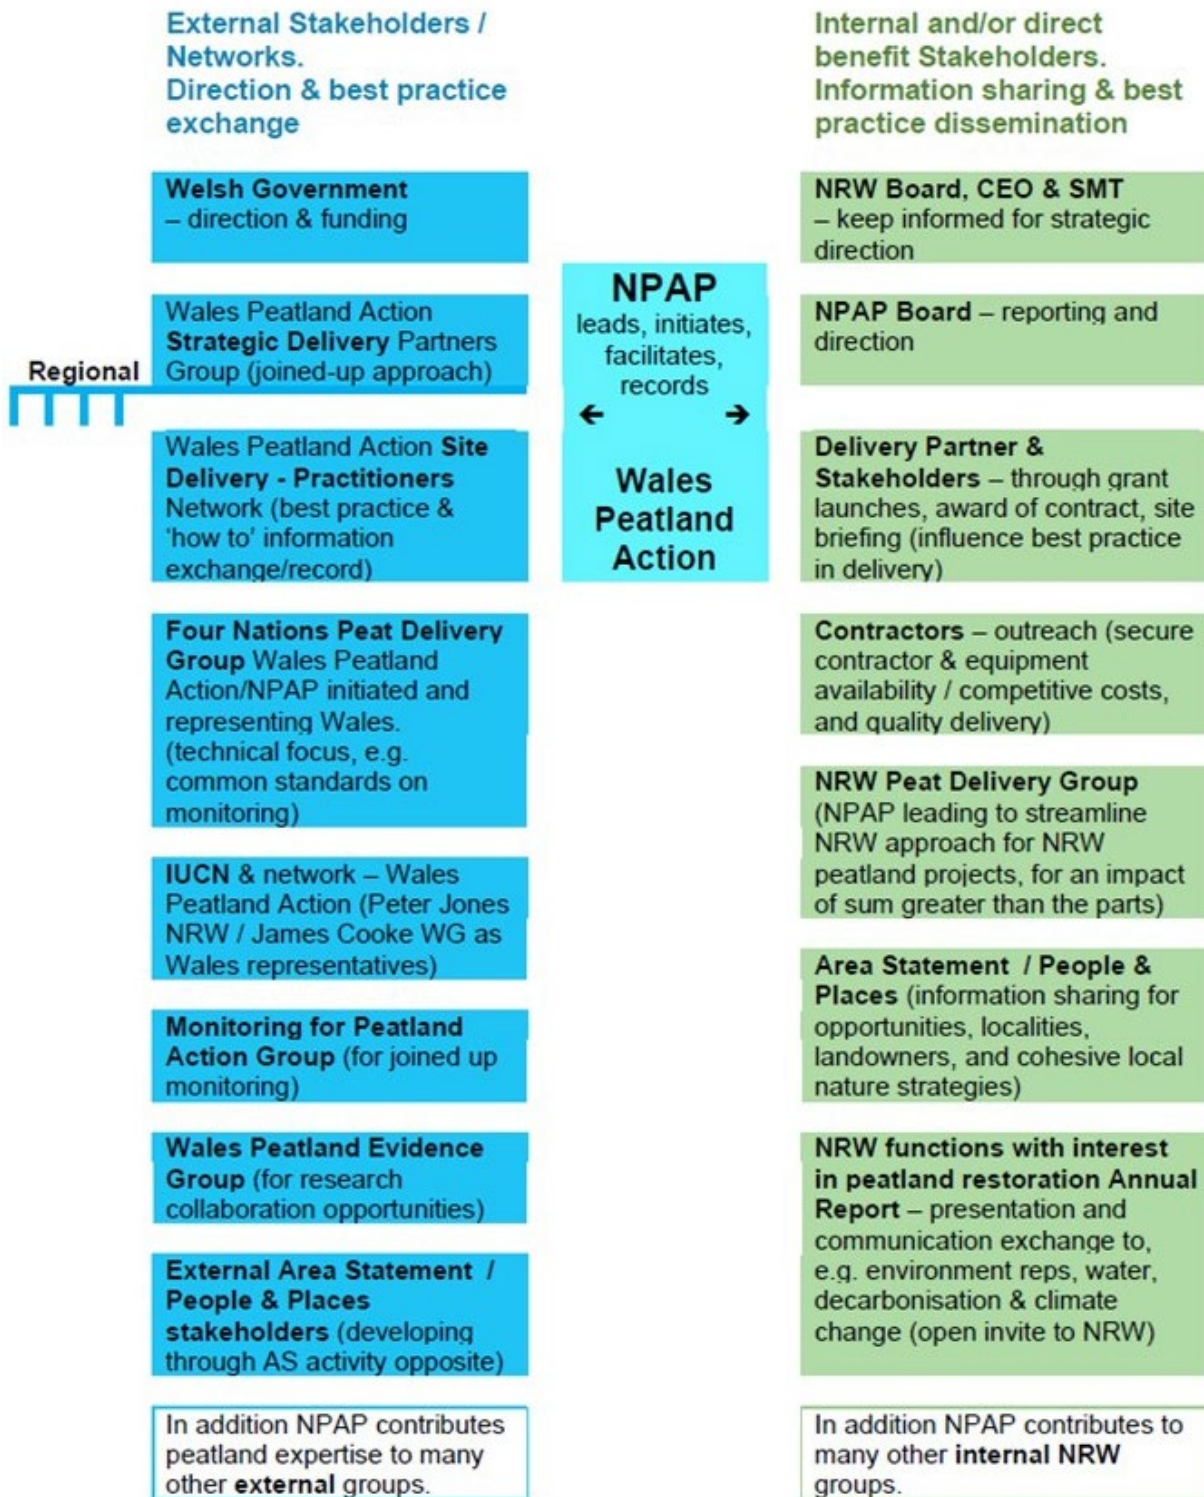 External Stakeholders /
Networks.
Direction & best practice
exchange
Welsh Government
– direction & funding
Wales Peatland Action
Strategic Delivery Partners
Group (joined-up approach)
Regional
Wales Peatland Action Site
Delivery - Practitioners
Network (best practice &
‘how to’ information
exchange/record)
Four Nations Peat Delivery
Group Wales Peatland
Action/NPAP initiated and
representing Wales.
(technical focus, e.g.
common standards on
monitoring)
IUCN & network – Wales
Peatland Action (Peter Jones
NRW / James Cooke WG as
Wales representatives)
Monitoring for Peatland
Action Group (for joined up
monitoring)
Wales Peatland Evidence
Group (for research
collaboration opportunities)
External Area Statement /
People & Places
stakeholders (developing
through AS activity opposite)
In addition NPAP contributes
peatland expertise to many
other external groups.
NPAP
leads, initiates,
facilitates,
records
← →
Wales
Peatland
Action
Internal and/or direct
benefit Stakeholders.
Information sharing & best
practice dissemination
NRW Board, CEO & SMT
– keep informed for strategic
direction
NPAP Board – reporting and
direction
Delivery Partner &
Stakeholders – through grant
launches, award of contract, site
briefing (influence best practice
in delivery)
Contractors – outreach (secure
contractor & equipment
availability / competitive costs,
and quality delivery)
NRW Peat Delivery Group
(NPAP leading to streamline
NRW approach for NRW
peatland projects, for an impact
of sum greater than the parts)
Area Statement / People &
Places (information sharing for
opportunities, localities,
landowners, and cohesive local
nature strategies)
NRW functions with interest
in peatland restoration Annual
Report – presentation and
communication exchange to,
e.g. environment reps, water,
decarbonisation & climate
change (open invite to NRW)
In addition NPAP contributes to
many other internal NRW
groups.